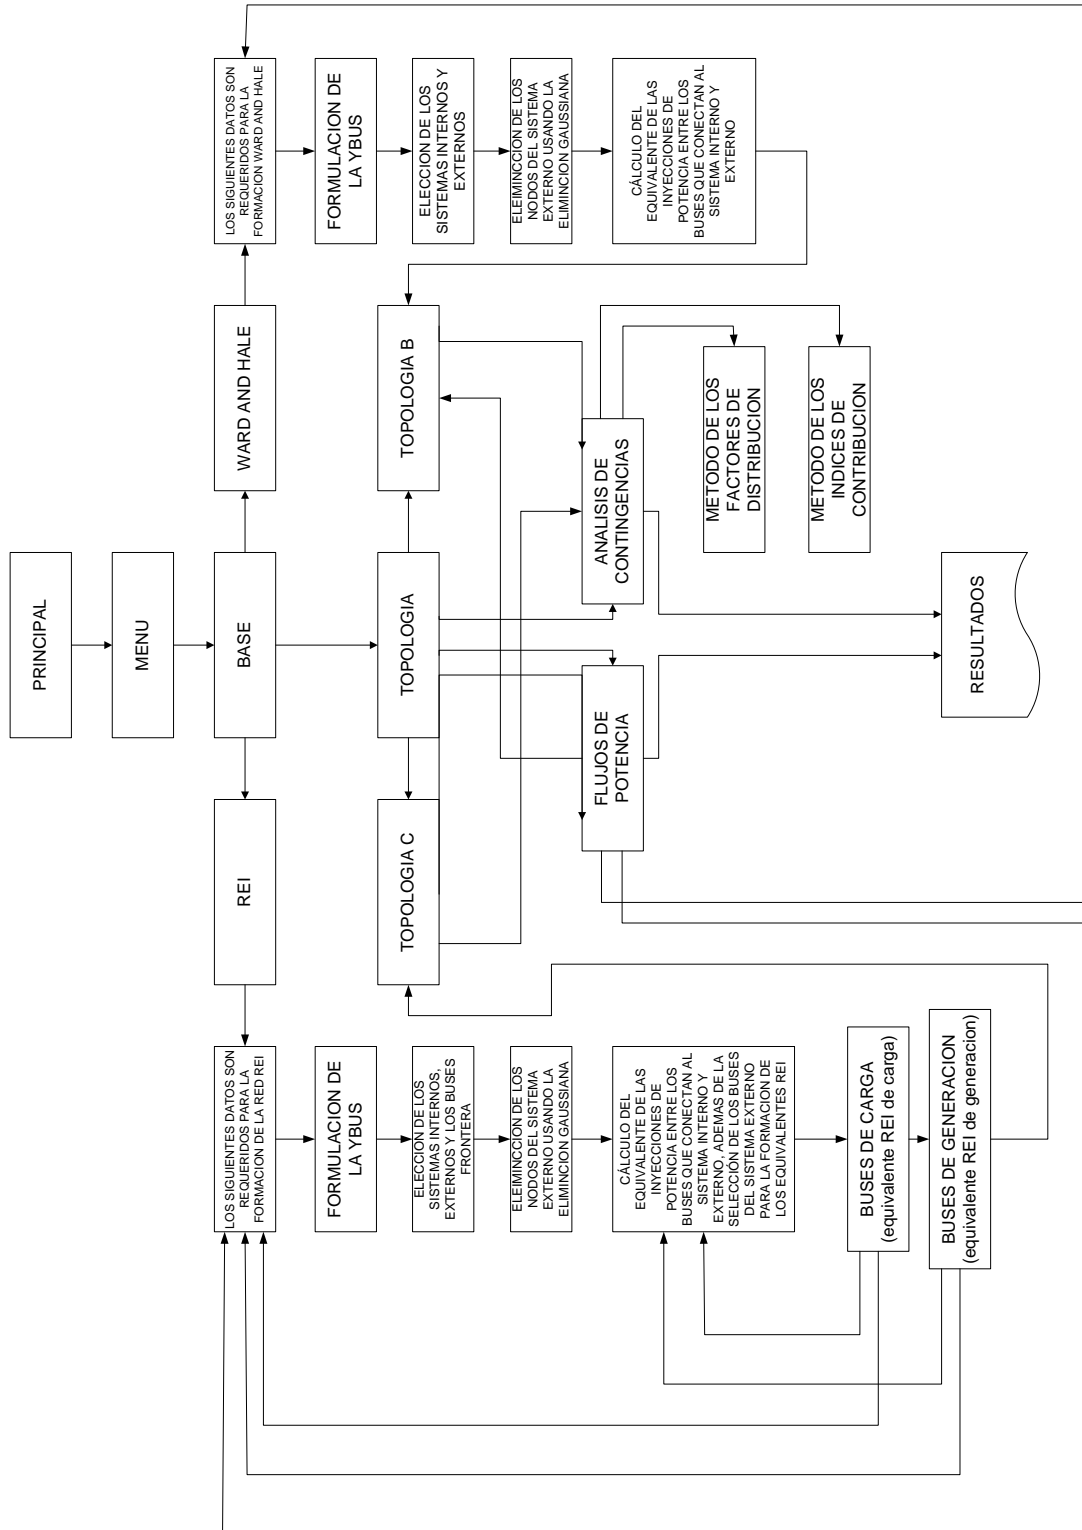 PRINCIPAL
MENU
REI
BASE
WARD AND HALE
LOS SIGUIENTES DATOS SON
REQUERIDOS PARA LA
FORMACION DE LA RED REI
LOS SIGUIENTES DATOS SON
REQUERIDOS PARA LA
FORMACION WARD AND HALE
FORMULACION DE
LA YBUS
FORMULACION DE
LA YBUS
ELECCION DE LOS
SISTEMAS INTERNOS,
EXTERNOS Y LOS BUSES
FRONTERA
TOPOLOGIA C
TOPOLOGIA
TOPOLOGIA B
ELECCION DE LOS
SISTEMAS INTERNOS Y
EXTERNOS
ELEIMINCCION DE LOS
NODOS DEL SISTEMA
EXTERNO USANDO LA
ELIMINCION GAUSSIANA
ELEIMINCCION DE LOS
NODOS DEL SISTEMA
EXTERNO USANDO LA
ELIMINCION GAUSSIANA
CÁLCULO DEL
EQUIVALENTE DE LAS
INYECCIONES DE
POTENCIA ENTRE LOS
BUSES QUE CONECTAN AL
SISTEMA INTERNO Y
EXTERNO, ADEMAS DE LA
SELECCIÓN DE LOS BUSES
DEL SISTEMA EXTERNO
PARA LA FORMACION DE
LOS EQUIVALENTES REI
FLUJOS DE
POTENCIA
ANALISIS DE
CONTINGENCIAS
CÁLCULO DEL
EQUIVALENTE DE LAS
INYECCIONES DE
POTENCIA ENTRE LOS
BUSES QUE CONECTAN AL
SISTEMA INTERNO Y
EXTERNO
METODO DE LOS
FACTORES DE
DISTRIBUCION
METODO DE LOS
INDICES DE
CONTRIBUCION
BUSES DE CARGA
(equivalente REI de carga)
BUSES DE GENERACION
(equivalente REI de generacion)
RESULTADOS